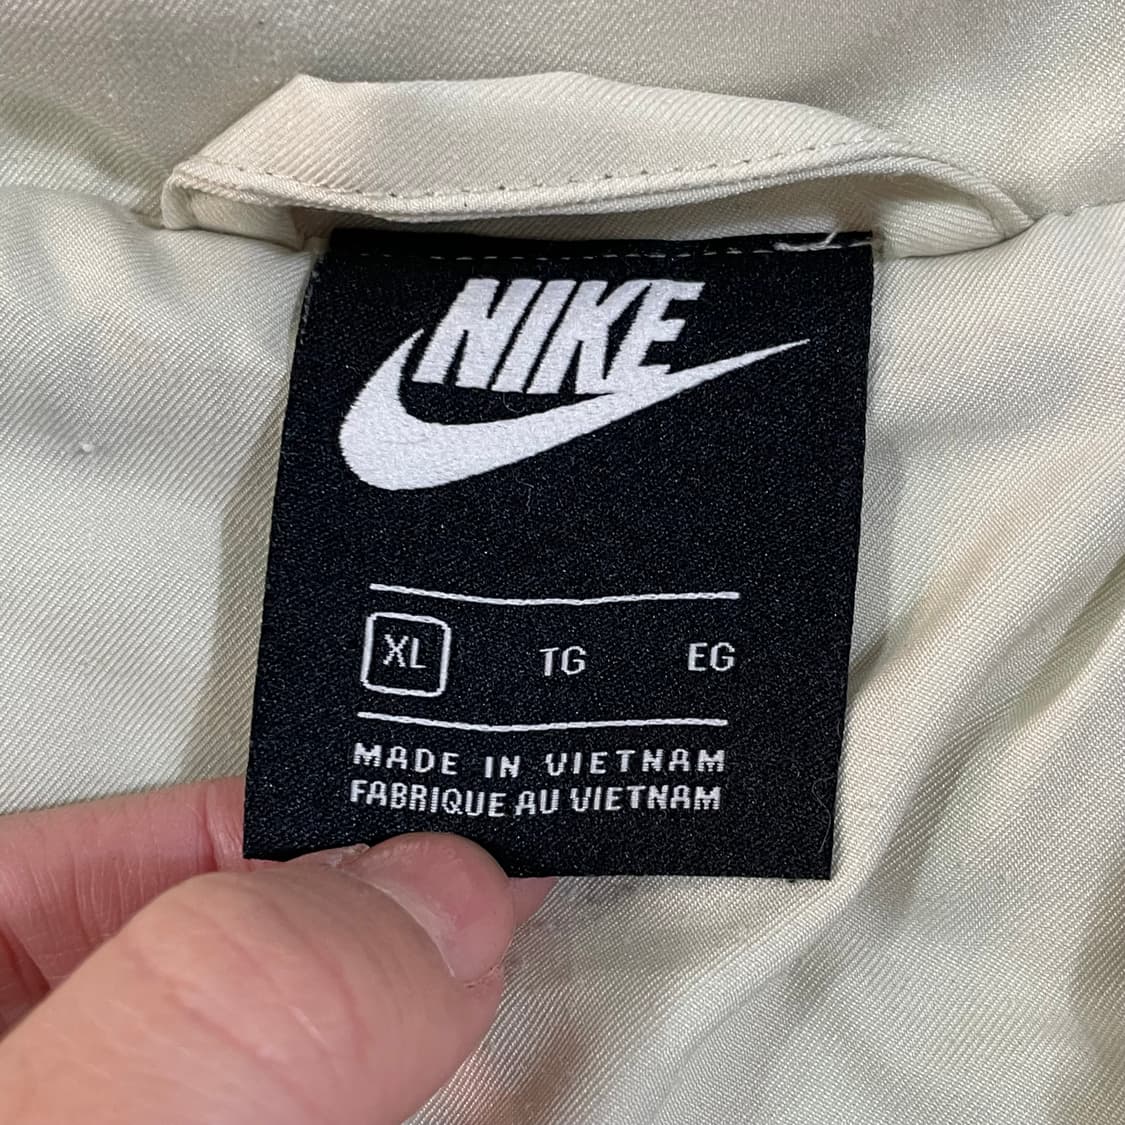 NIKE
XL TG EG
MADE IN VIETNAM
FABRIQUE AU VIETNAM